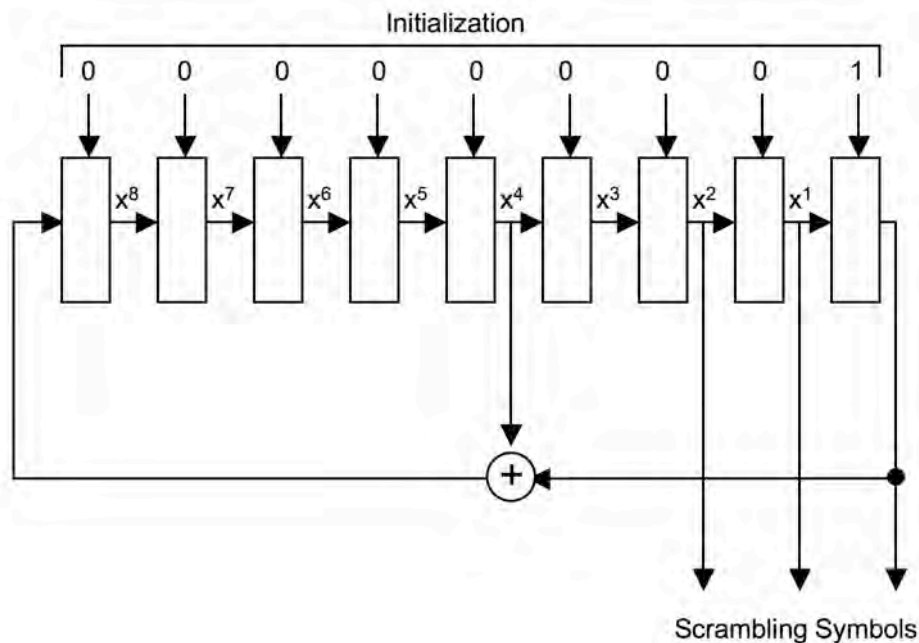 Initialization
0 0 0 0 0 0 0 0 1
x⁸ x⁷ x⁶ x⁵ x⁴ x³ x² x¹
+
Scrambling Symbols